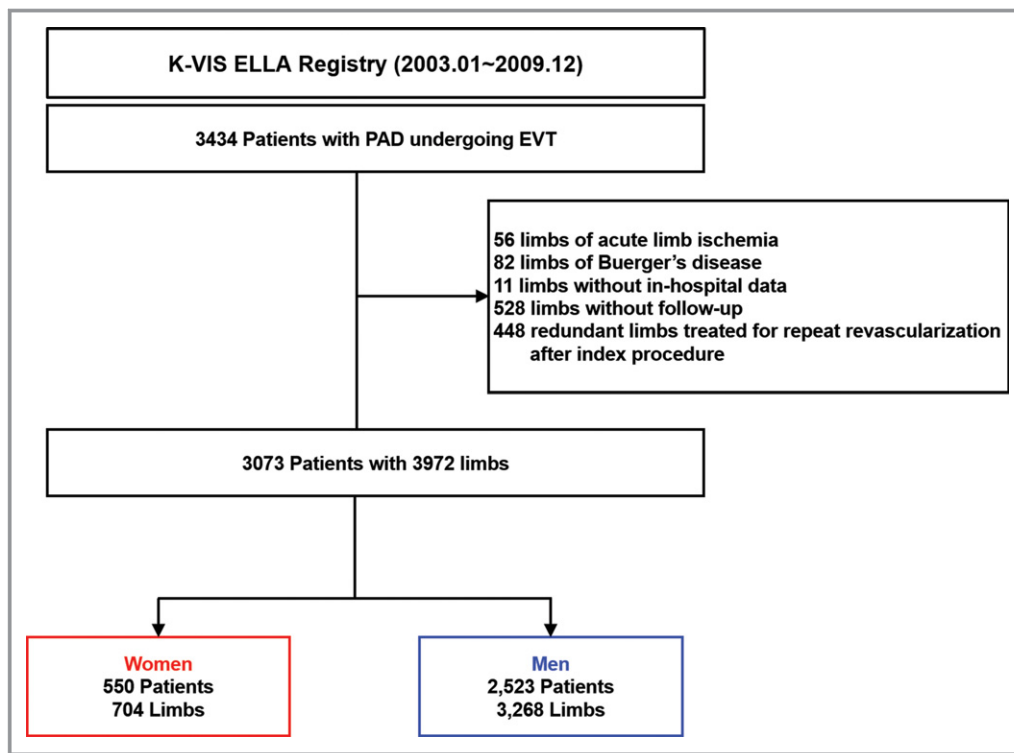 K-VIS ELLA Registry (2003.01~2009.12)
3434 Patients with PAD undergoing EVT
56 limbs of acute limb ischemia
82 limbs of Buerger's disease
11 limbs without in-hospital data
528 limbs without follow-up
448 redundant limbs treated for repeat revascularization
after index procedure
3073 Patients with 3972 limbs
Women
550 Patients
704 Limbs
Men
2,523 Patients
3,268 Limbs